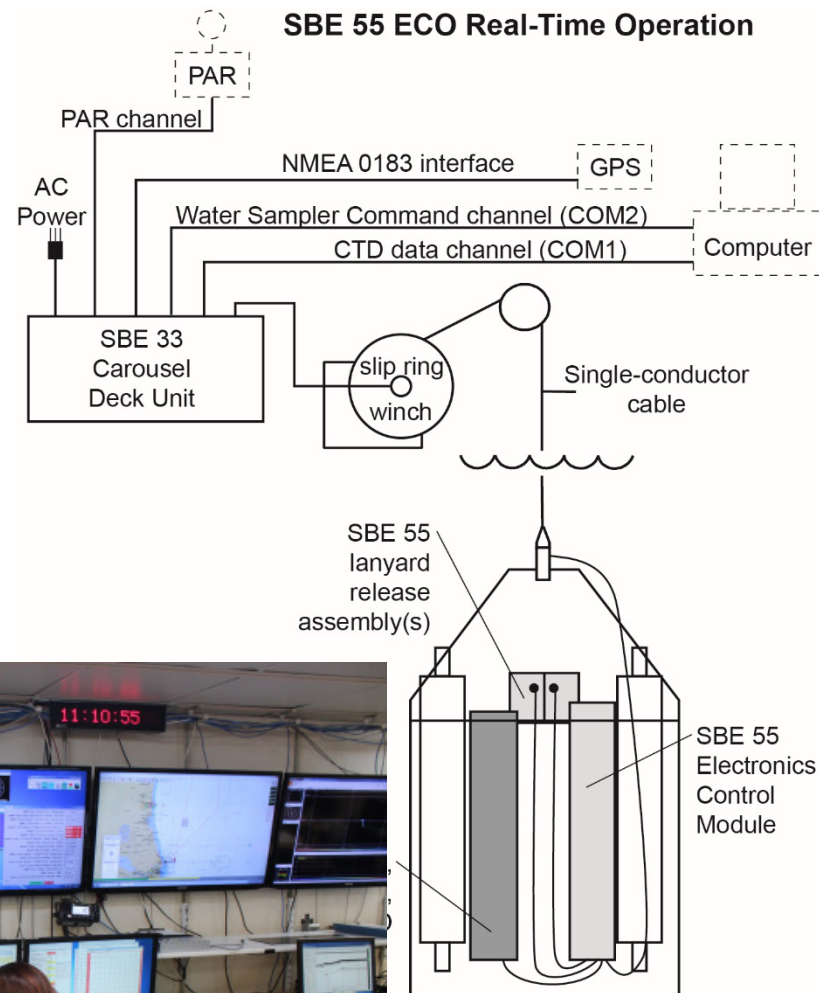 SBE 55 ECO Real-Time Operation
PAR
PAR channel
NMEA 0183 interface
GPS
AC
Power
Water Sampler Command channel (COM2)
CTD data channel (COM1)
Computer
SBE 33
Carousel
Deck Unit
slip ring
winch
Single-conductor
cable
SBE 55
lanyard
release
assembly(s)
11:10:55
SBE 55
Electronics
Control
Module